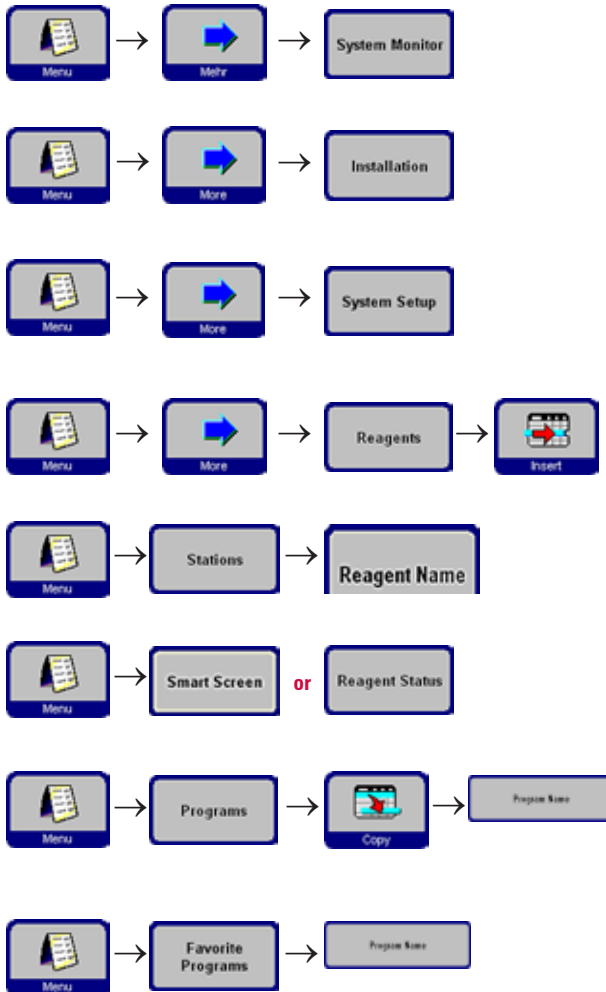 System Monitor
Menu
Mehr
Installation
Menu
More
System Setup
Menu
More
Reagents
Menu
More
Insert
Stations
Reagent Name
Menu
Smart Screen or Reagent Status
Menu
Programs
Program Name
Menu
Copy
Favorite
Programs
Program Name
Menu